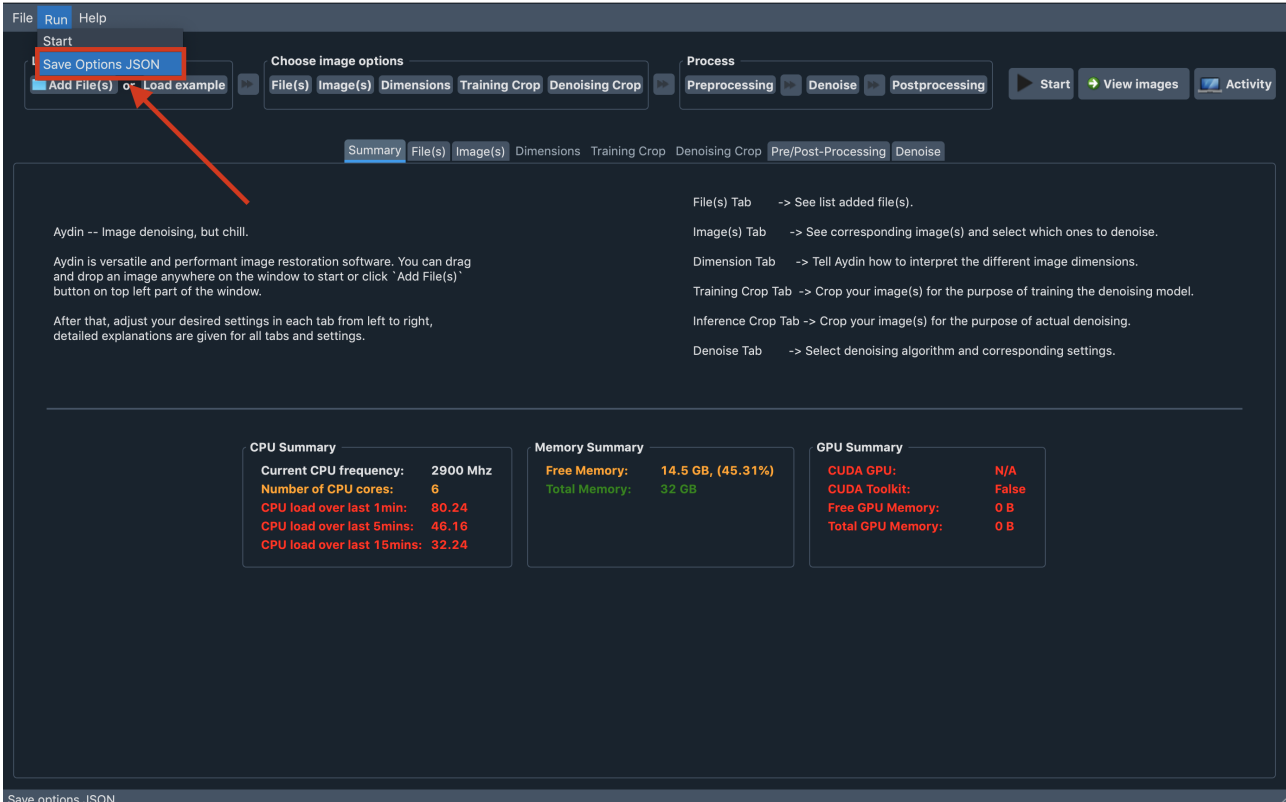 File Run Help
Start
Save Options JSON
L
Add File(s) or Load example
Choose image options
File(s) Image(s) Dimensions Training Crop Denoising Crop
Process
Preprocessing Denoise Postprocessing
Start View images Activity
Summary File(s) Image(s) Dimensions Training Crop Denoising Crop Pre/Post-Processing Denoise
Aydin -- Image denoising, but chill.
Aydin is versatile and performant image restoration software. You can drag
and drop an image anywhere on the window to start or click `Add File(s)`
button on top left part of the window.
After that, adjust your desired settings in each tab from left to right,
detailed explanations are given for all tabs and settings.
File(s) Tab -> See list added file(s).
Image(s) Tab -> See corresponding image(s) and select which ones to denoise.
Dimension Tab -> Tell Aydin how to interpret the different image dimensions.
Training Crop Tab -> Crop your image(s) for the purpose of training the denoising model.
Inference Crop Tab -> Crop your image(s) for the purpose of actual denoising.
Denoise Tab -> Select denoising algorithm and corresponding settings.
CPU Summary
Current CPU frequency: 2900 Mhz
Number of CPU cores: 6
CPU load over last 1min: 80.24
CPU load over last 5mins: 46.16
CPU load over last 15mins: 32.24
Memory Summary
Free Memory: 14.5 GB, (45.31%)
Total Memory: 32 GB
GPU Summary
CUDA GPU: N/A
CUDA Toolkit: False
Free GPU Memory: 0 B
Total GPU Memory: 0 B
Save options JSON